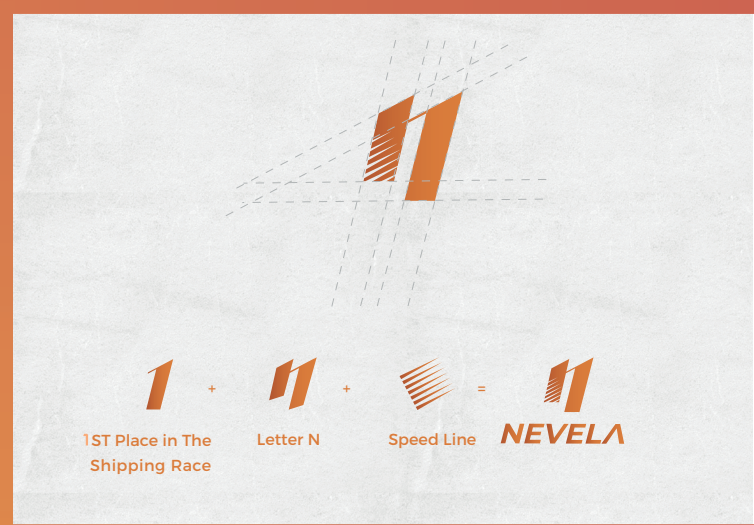 + + =
1ST Place in The
Shipping Race
Letter N
Speed Line
NEVELA